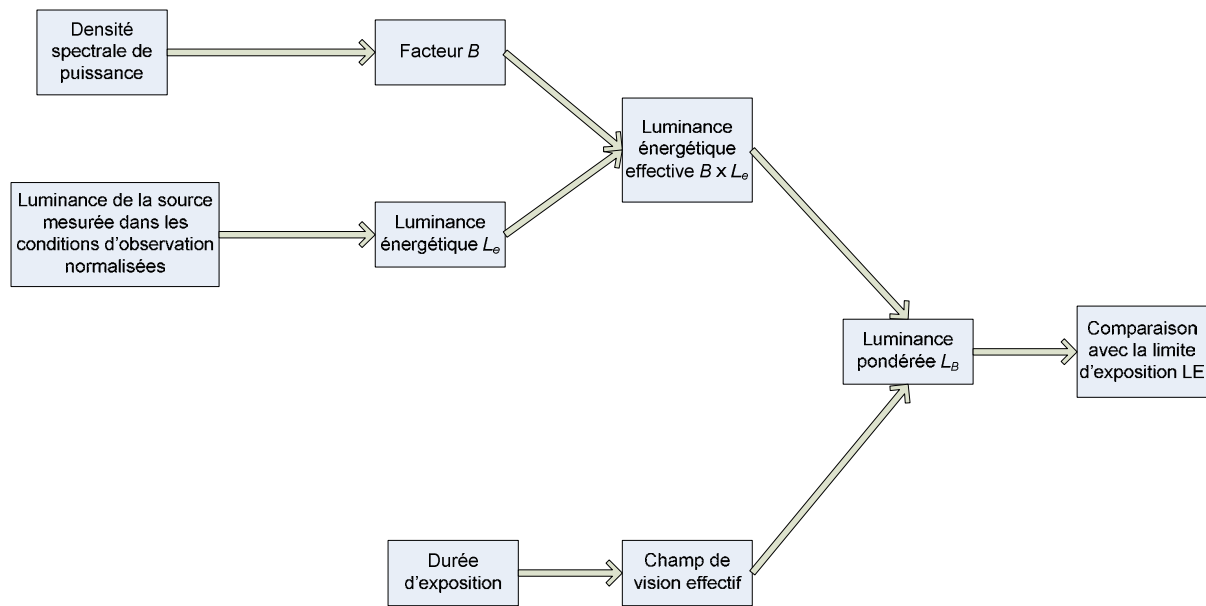 Densité
spectrale de
puissance
Facteur B
Luminance
énergétique
effective B x Le
Luminance de la source
mesurée dans les
conditions d'observation
normalisées
Luminance
énergétique Le
Luminance
pondérée LB
Comparaison
avec la limite
d'exposition LE
Durée
d'exposition
Champ de
vision effectif